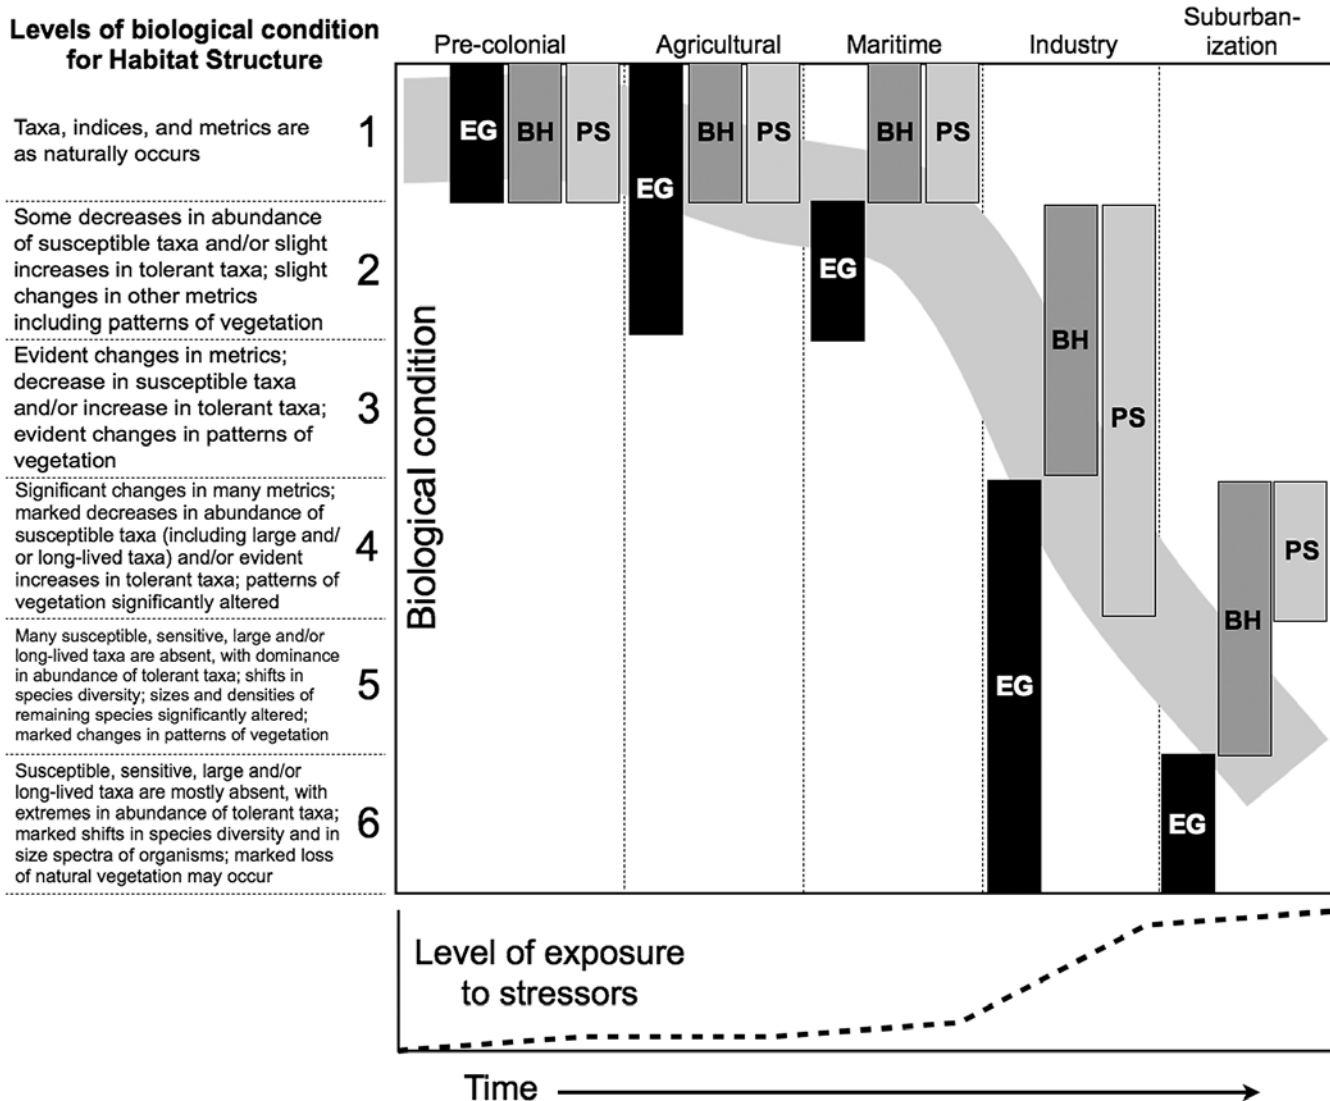 Levels of biological condition
for Habitat Structure
Pre-colonial
Agricultural
Maritime
Industry
Suburban-
ization
Taxa, indices, and metrics are
as naturally occurs
1
Some decreases in abundance
of susceptible taxa and/or slight
increases in tolerant taxa; slight
changes in other metrics
including patterns of vegetation
2
Evident changes in metrics;
decrease in susceptible taxa
and/or increase in tolerant taxa;
evident changes in patterns of
vegetation
3
Significant changes in many metrics;
marked decreases in abundance of
susceptible taxa (including large and/
or long-lived taxa) and/or evident
increases in tolerant taxa; patterns of
vegetation significantly altered
4
Many susceptible, sensitive, large and/or
long-lived taxa are absent, with dominance
in abundance of tolerant taxa; shifts in
species diversity; sizes and densities of
remaining species significantly altered;
marked changes in patterns of vegetation
5
Susceptible, sensitive, large and/or
long-lived taxa are mostly absent, with
extremes in abundance of tolerant taxa;
marked shifts in species diversity and in
size spectra of organisms; marked loss
of natural vegetation may occur
6
Biological condition
EG
BH
PS
EG
BH
PS
EG
BH
PS
EG
BH
PS
EG
BH
PS
Level of exposure
to stressors
Time